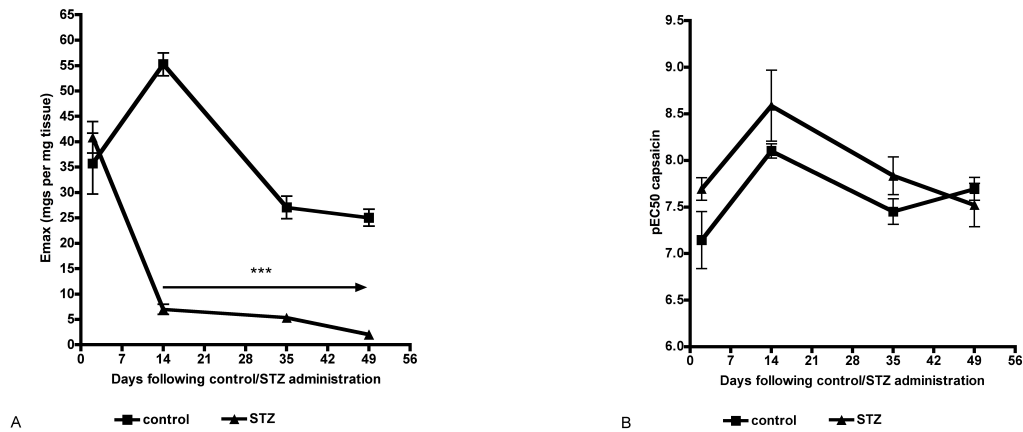 65
60
55
50
45
40
35
30
25
20
15
10
5
0
Emax (mgs per mg tissue)
***
0 7 14 21 28 35 42 49 56
Days following control/STZ administration
control STZ
A
9.5
9.0
8.5
8.0
7.5
7.0
6.5
6.0
pEC50 capsaicin
0 7 14 21 28 35 42 49 56
Days following control/STZ administration
control STZ
B